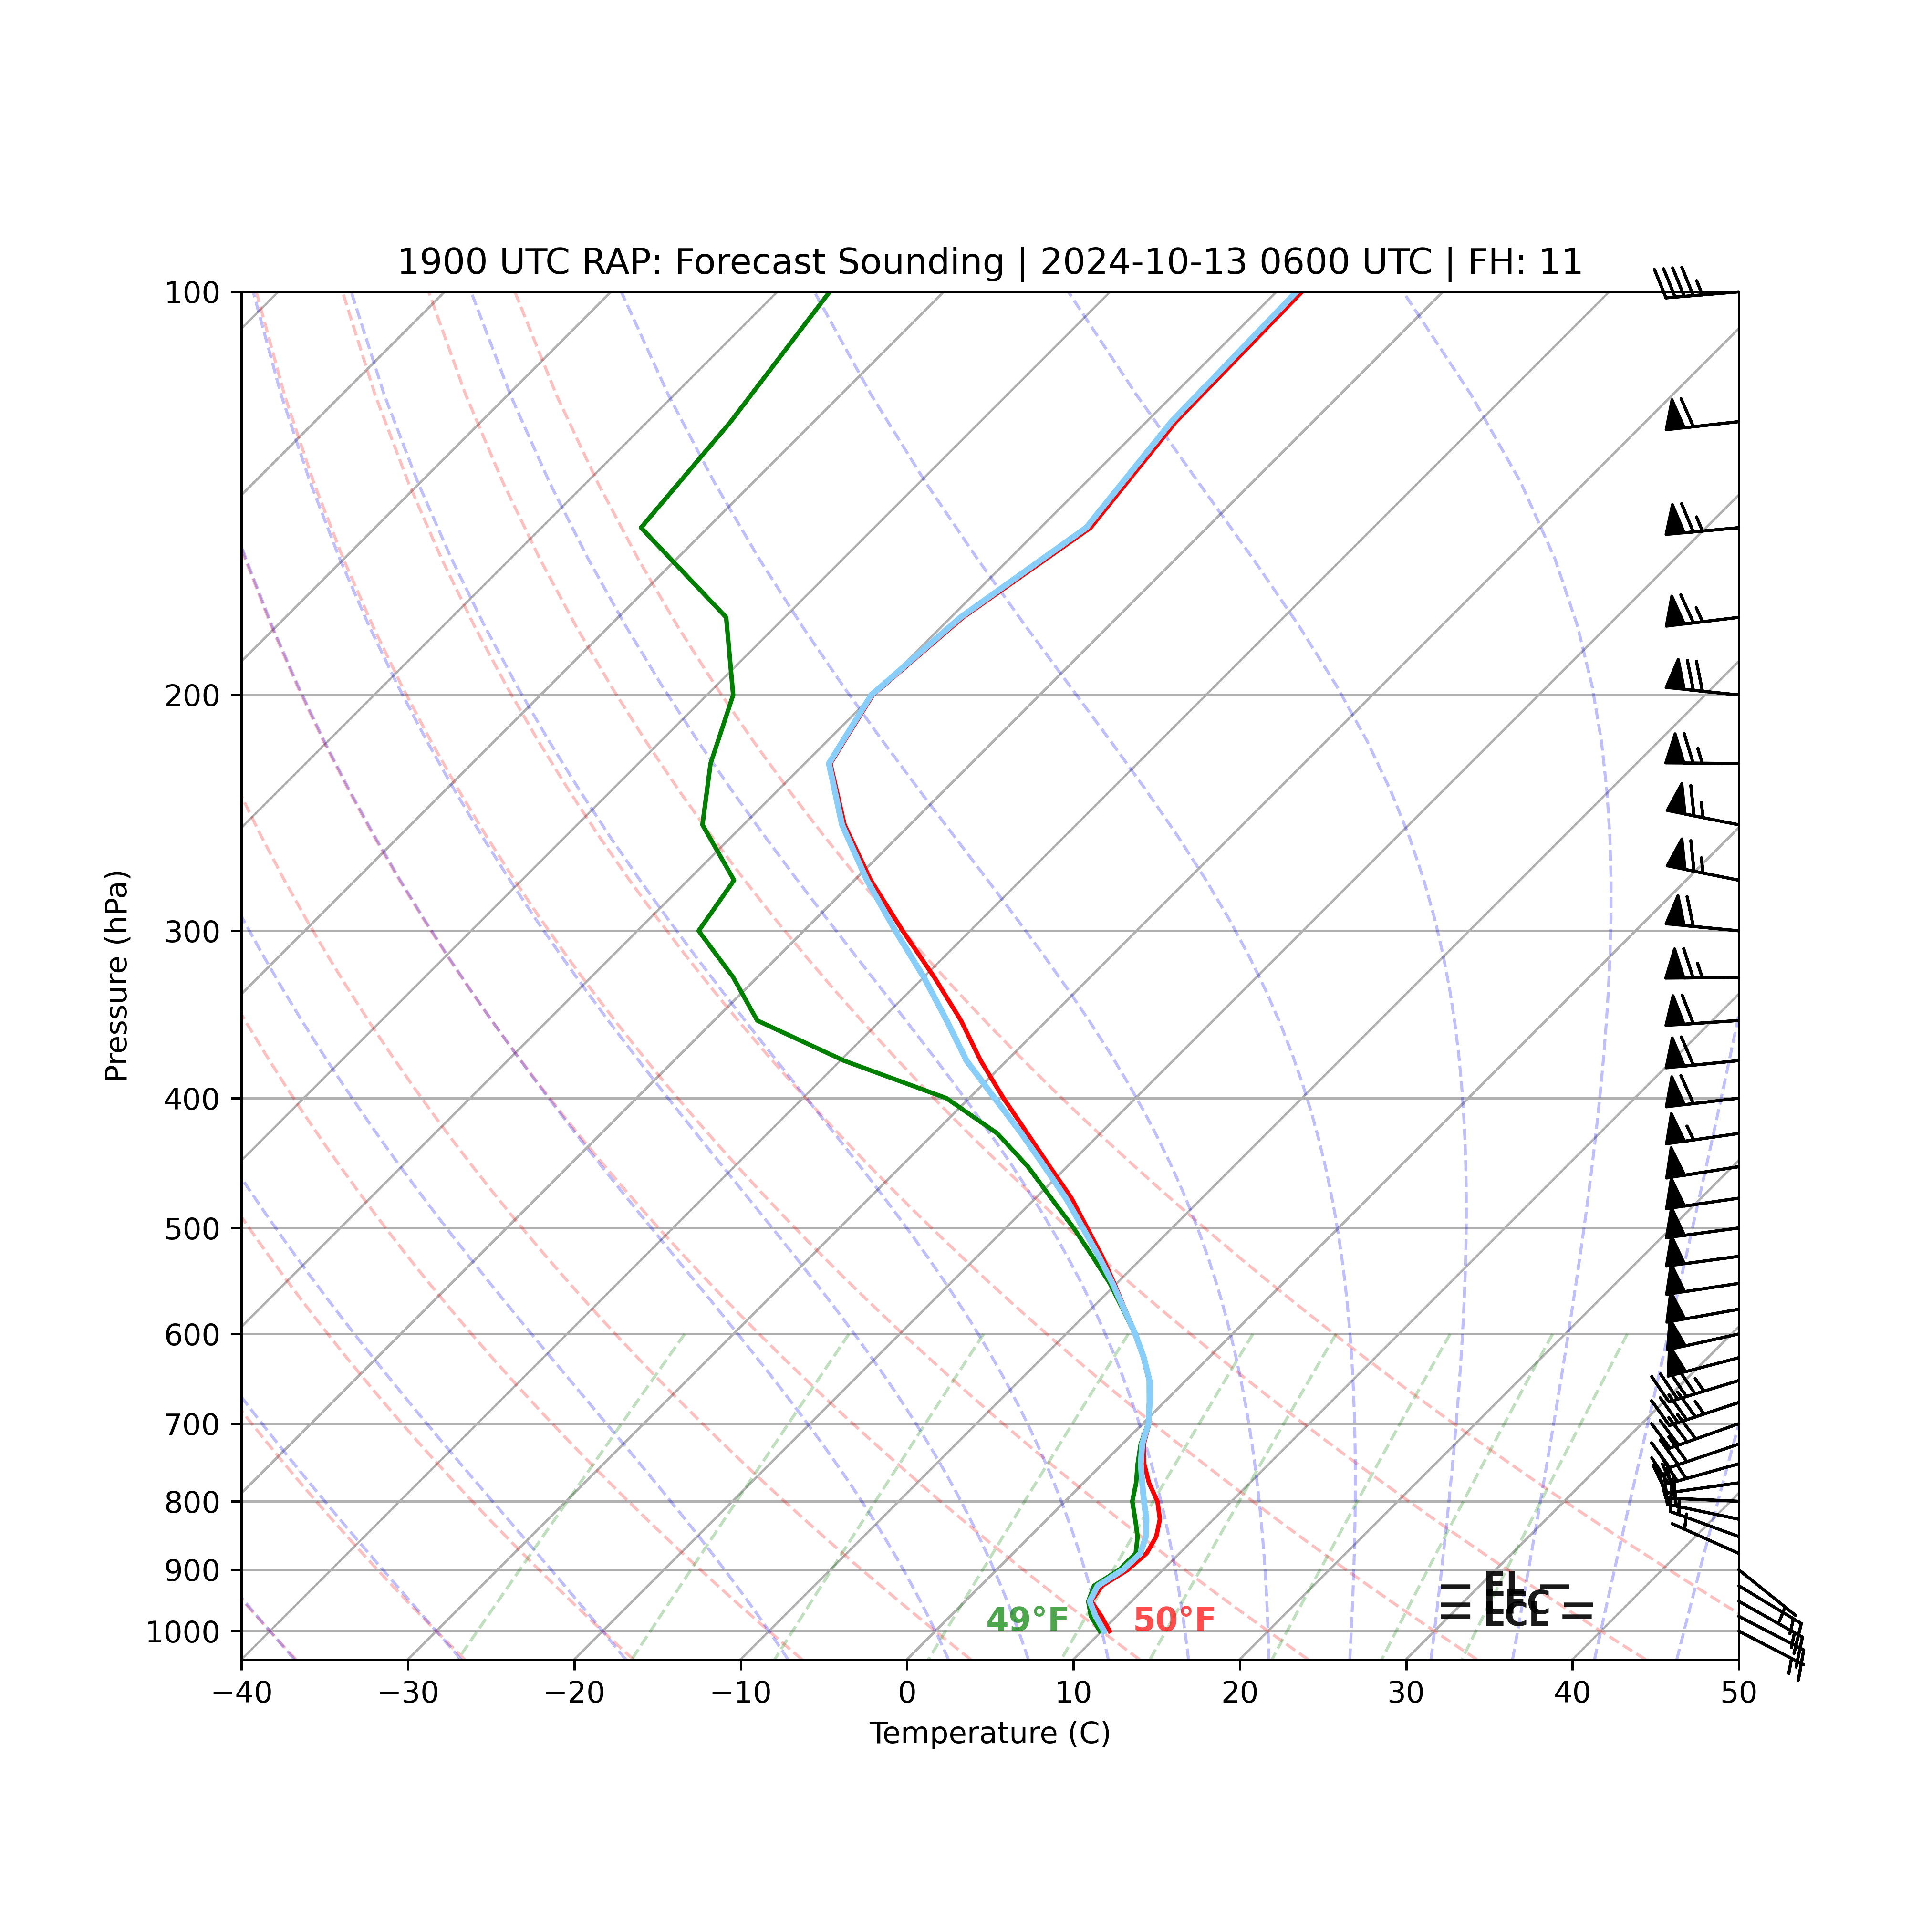 1900 UTC RAP: Forecast Sounding | 2024-10-13 0600 UTC | FH: 11
100
200
300
400
500
600
700
800
900
1000
Pressure (hPa)
EL
49°F 50°F
−40 −30 −20 −10 0 10 20 30 40 50
Temperature (C)